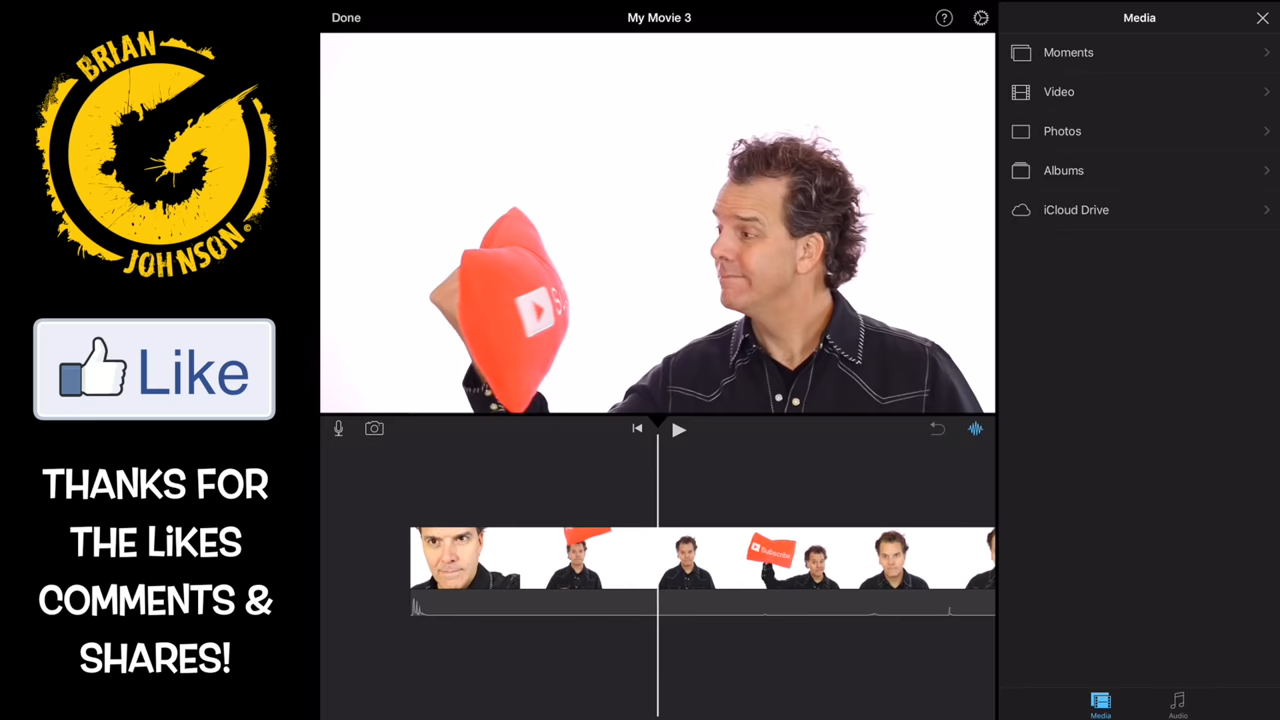 BRIAN
JOHNSON
©
Like
THANKS FOR
THE LiKES
COMMENTS &
SHARES!
Done
My Movie 3
?
Subscribe
Media
Moments
Video
Photos
Albums
iCloud Drive
Media
Audio